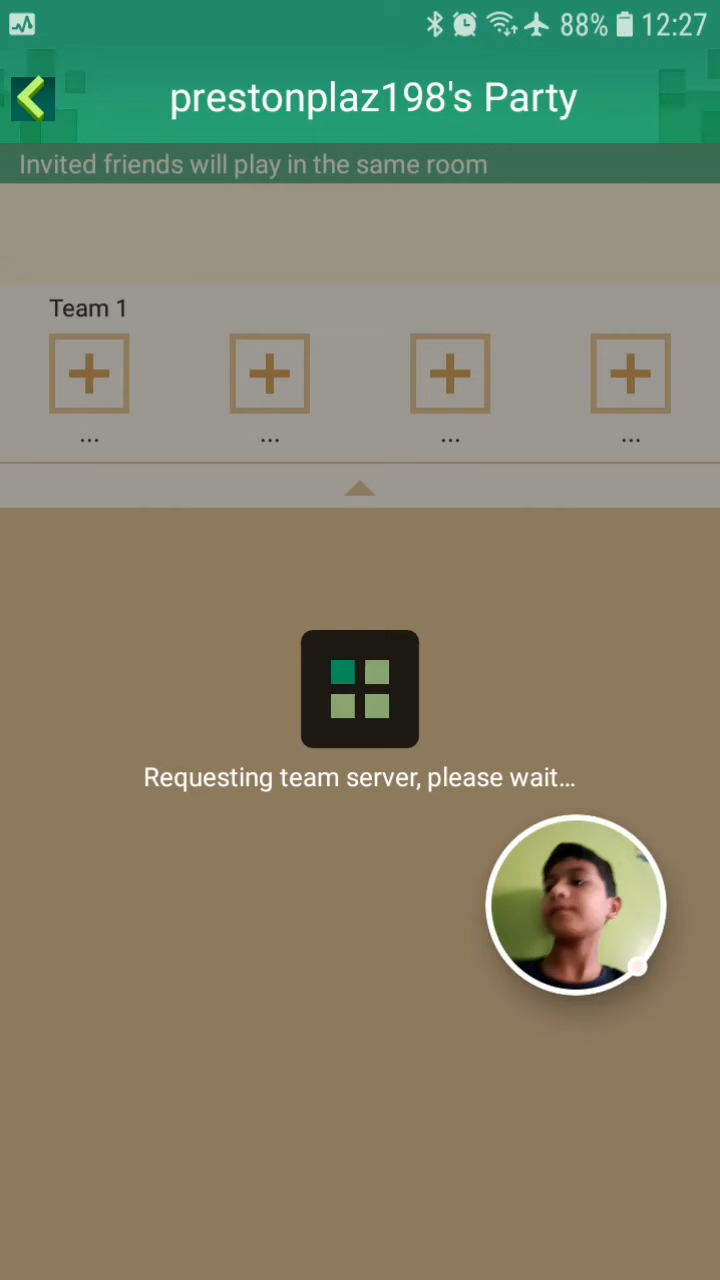 88% 12:27
prestonplaz198's Party
Invited friends will play in the same room
Team 1
... ... ... ...
Requesting team server, please wait...